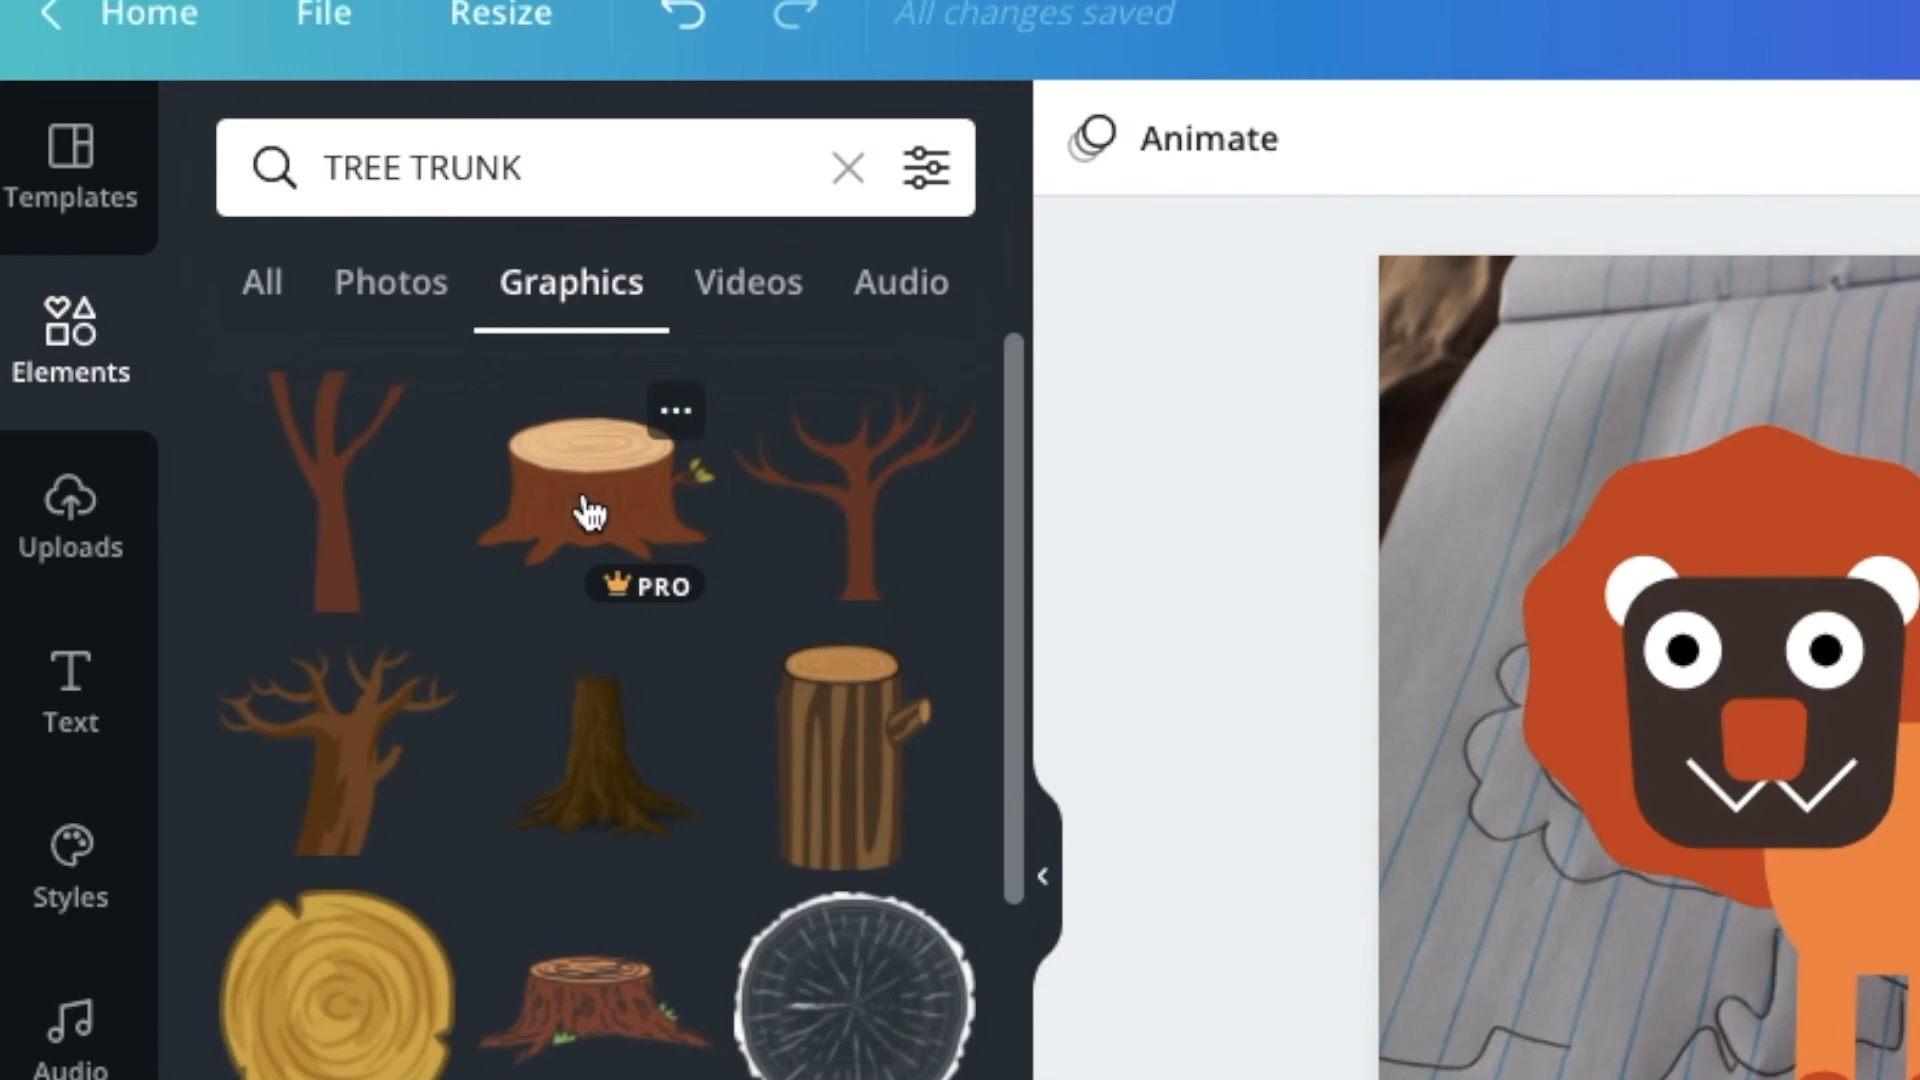 Home File Resize All changes saved
Templates
TREE TRUNK
Animate
All Photos Graphics Videos Audio
Elements
PRO
Uploads
Text
Styles
Audio